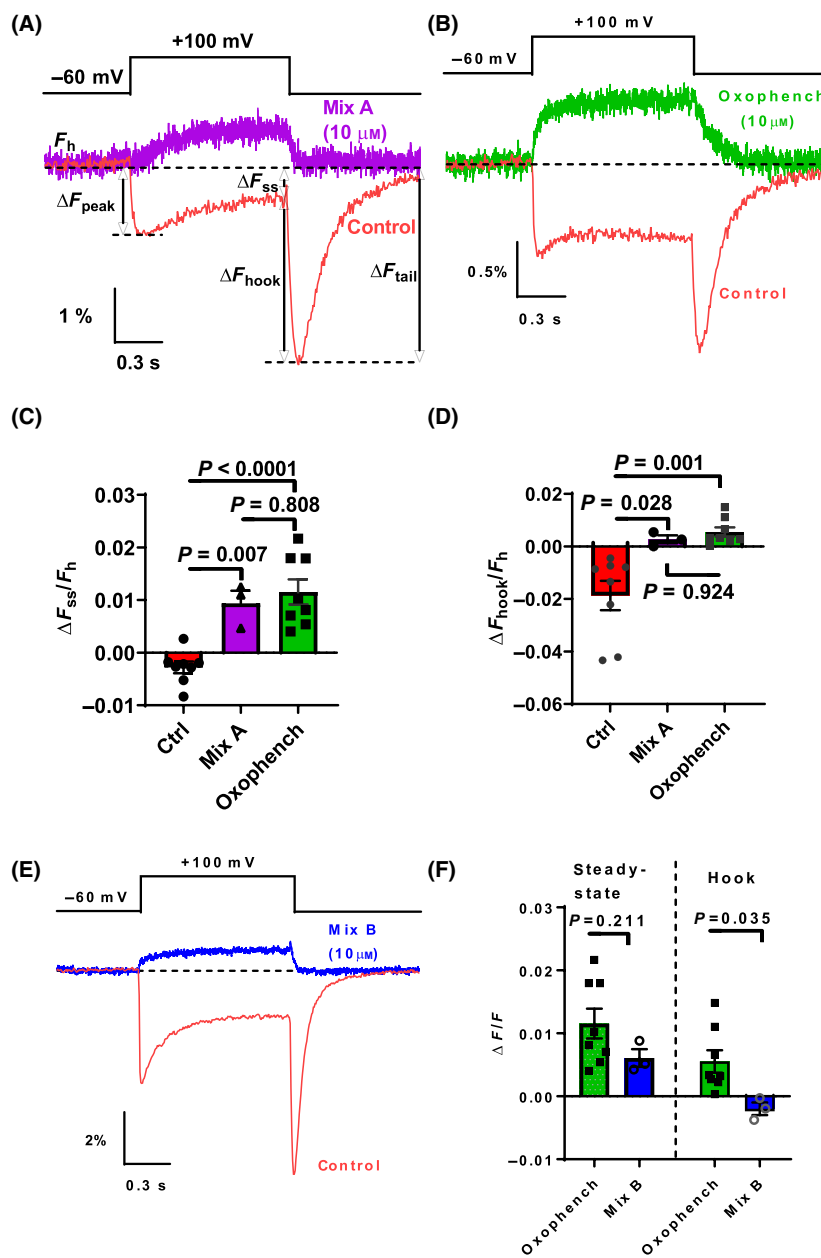 (A)
+100 mV
−60 mV
Mix A
(10 μM)
Fh
ΔFss
ΔFpeak
Control
ΔFhook
ΔFtail
1 %
0.3 s
(B)
+100 mV
−60 mV
Oxophench
(10 μM)
0.5%
0.3 s
Control
(C)
P < 0.0001
P = 0.808
P = 0.007
0.03
0.02
0.01
0.00
−0.01
ΔFss/Fh
Ctrl
Mix A
Oxophench
(D)
P = 0.001
P = 0.028
P = 0.924
0.02
0.00
−0.02
−0.04
−0.06
ΔFhook/Fh
Ctrl
Mix A
Oxophench
(E)
+100 mV
−60 mV
Mix B
(10 μM)
2%
0.3 s
Control
(F)
Steady-
state
Hook
P=0.211
P=0.035
0.03
0.02
0.01
0.00
−0.01
ΔF/F
Oxophench
Mix B
Oxophench
Mix B